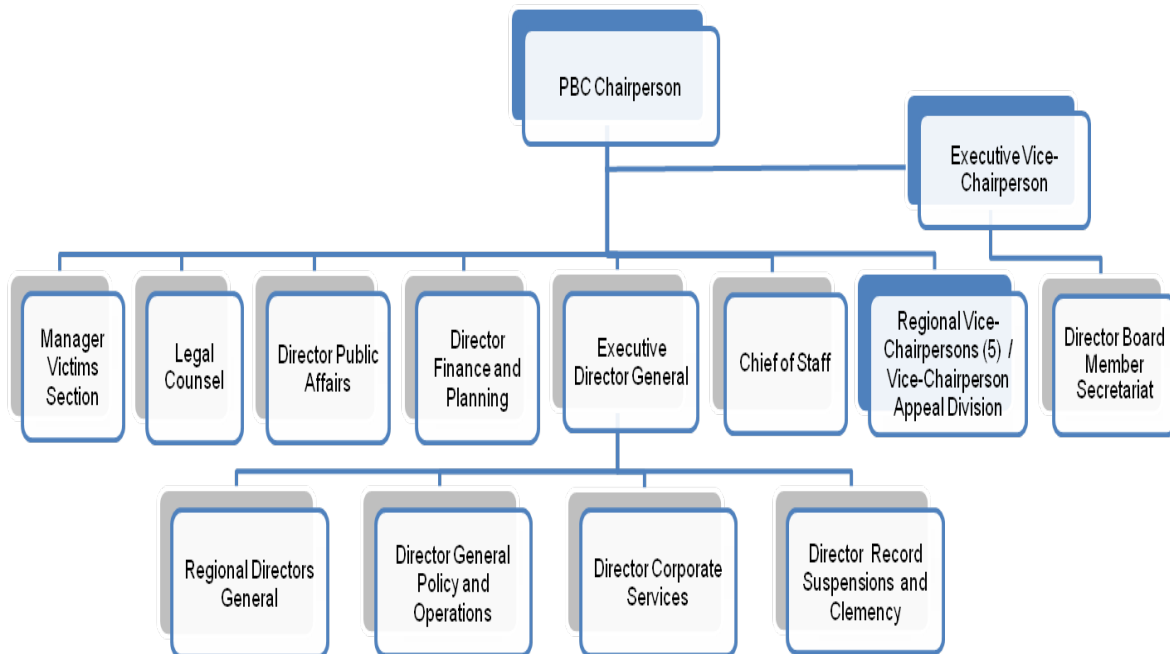 PBC Chairperson
Executive Vice-
Chairperson
Manager
Victims
Section
Legal
Counsel
Director Public
Affairs
Director
Finance and
Planning
Executive
Director General
Chief of Staff
Regional Vice-
Chairpersons (5) /
Vice-Chairperson
Appeal Division
Director Board
Member
Secretariat
Regional Directors
General
Director General
Policy and
Operations
Director Corporate
Services
Director Record
Suspensions and
Clemency